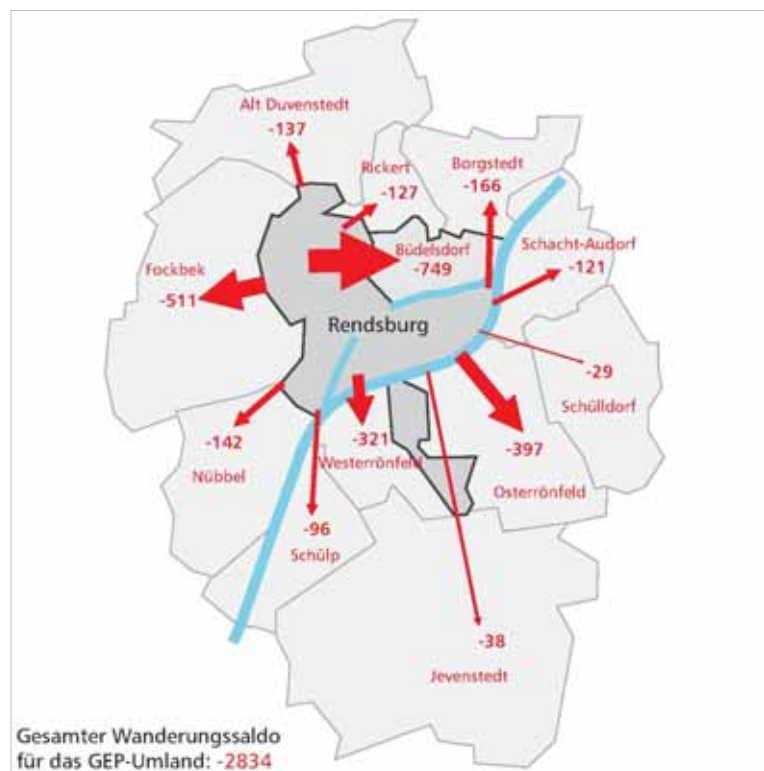 Alt Duvenstedt
-137
Rickert
-127
Borgstedt
-166
Büdelsdorf
-749
Schacht-Audorf
-121
Fockbek
-511
Rendsburg
-29
Schülldorf
-142
Nübbel
-321
Westerrönfeld
-397
Osterrönfeld
-96
Schülp
-38
Jevenstedt
Gesamter Wanderungssaldo
für das GEP-Umland: -2834